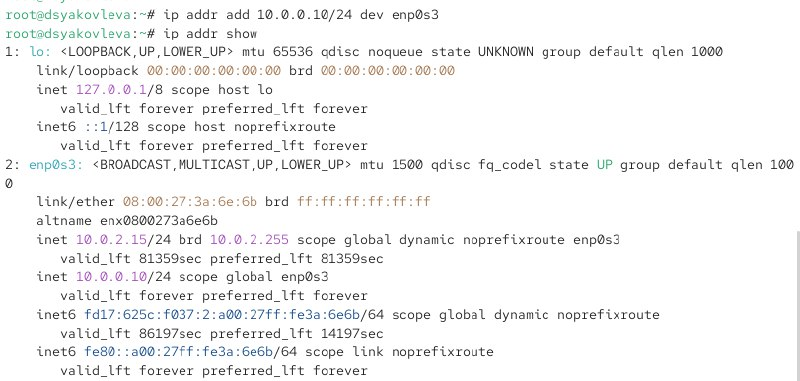 root@dsyakovleva:~# ip addr add 10.0.0.10/24 dev enp0s3
root@dsyakovleva:~# ip addr show
1: lo: <LOOPBACK,UP,LOWER_UP> mtu 65536 qdisc noqueue state UNKNOWN group default qlen 1000
    link/loopback 00:00:00:00:00:00 brd 00:00:00:00:00:00
    inet 127.0.0.1/8 scope host lo
       valid_lft forever preferred_lft forever
    inet6 ::1/128 scope host noprefixroute
       valid_lft forever preferred_lft forever
2: enp0s3: <BROADCAST,MULTICAST,UP,LOWER_UP> mtu 1500 qdisc fq_codel state UP group default qlen 100
0
    link/ether 08:00:27:3a:6e:6b brd ff:ff:ff:ff:ff:ff
    altname enx0800273a6e6b
    inet 10.0.2.15/24 brd 10.0.2.255 scope global dynamic noprefixroute enp0s3
       valid_lft 81359sec preferred_lft 81359sec
    inet 10.0.0.10/24 scope global enp0s3
       valid_lft forever preferred_lft forever
    inet6 fd17:625c:f037:2:a00:27ff:fe3a:6e6b/64 scope global dynamic noprefixroute
       valid_lft 86197sec preferred_lft 14197sec
    inet6 fe80::a00:27ff:fe3a:6e6b/64 scope link noprefixroute
       valid_lft forever preferred_lft forever